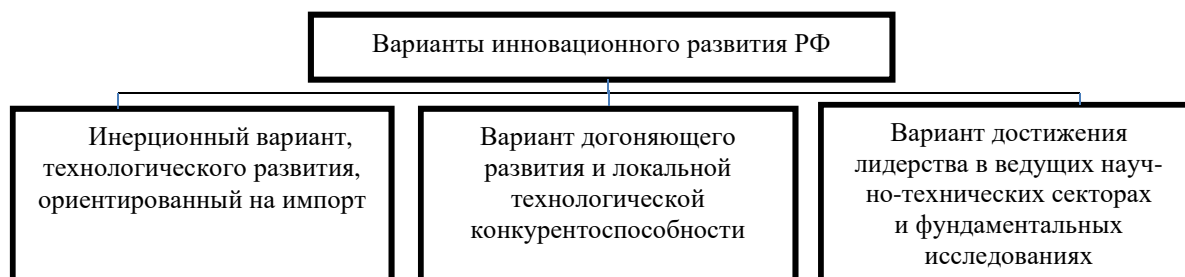 Варианты инновационного развития РФ
Инерционный вариант,
технологического развития,
ориентированный на импорт
Вариант догоняющего
развития и локальной
технологической
конкурентоспособности
Вариант достижения
лидерства в ведущих науч-
но-технических секторах
и фундаментальных
исследованиях